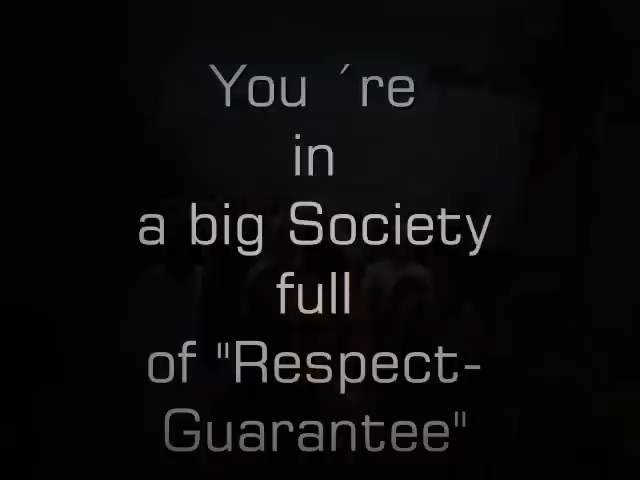 You ´re
in
a big Society
full
of "Respect-
Guarantee"